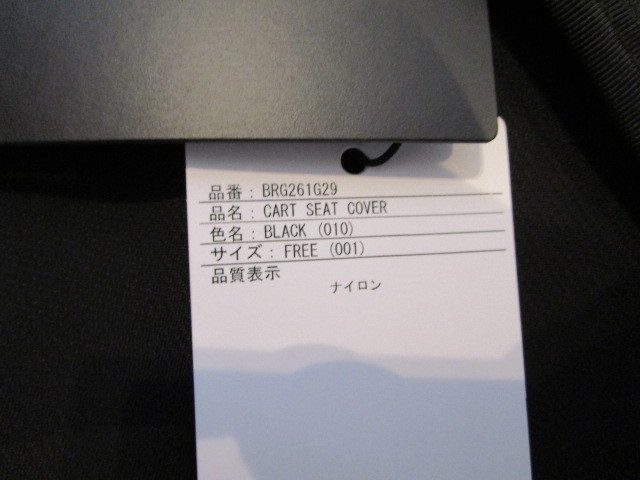 品番：BRG261G29
品名：CART SEAT COVER
色名：BLACK (010)
サイズ：FREE (001)
品質表示
ナイロン